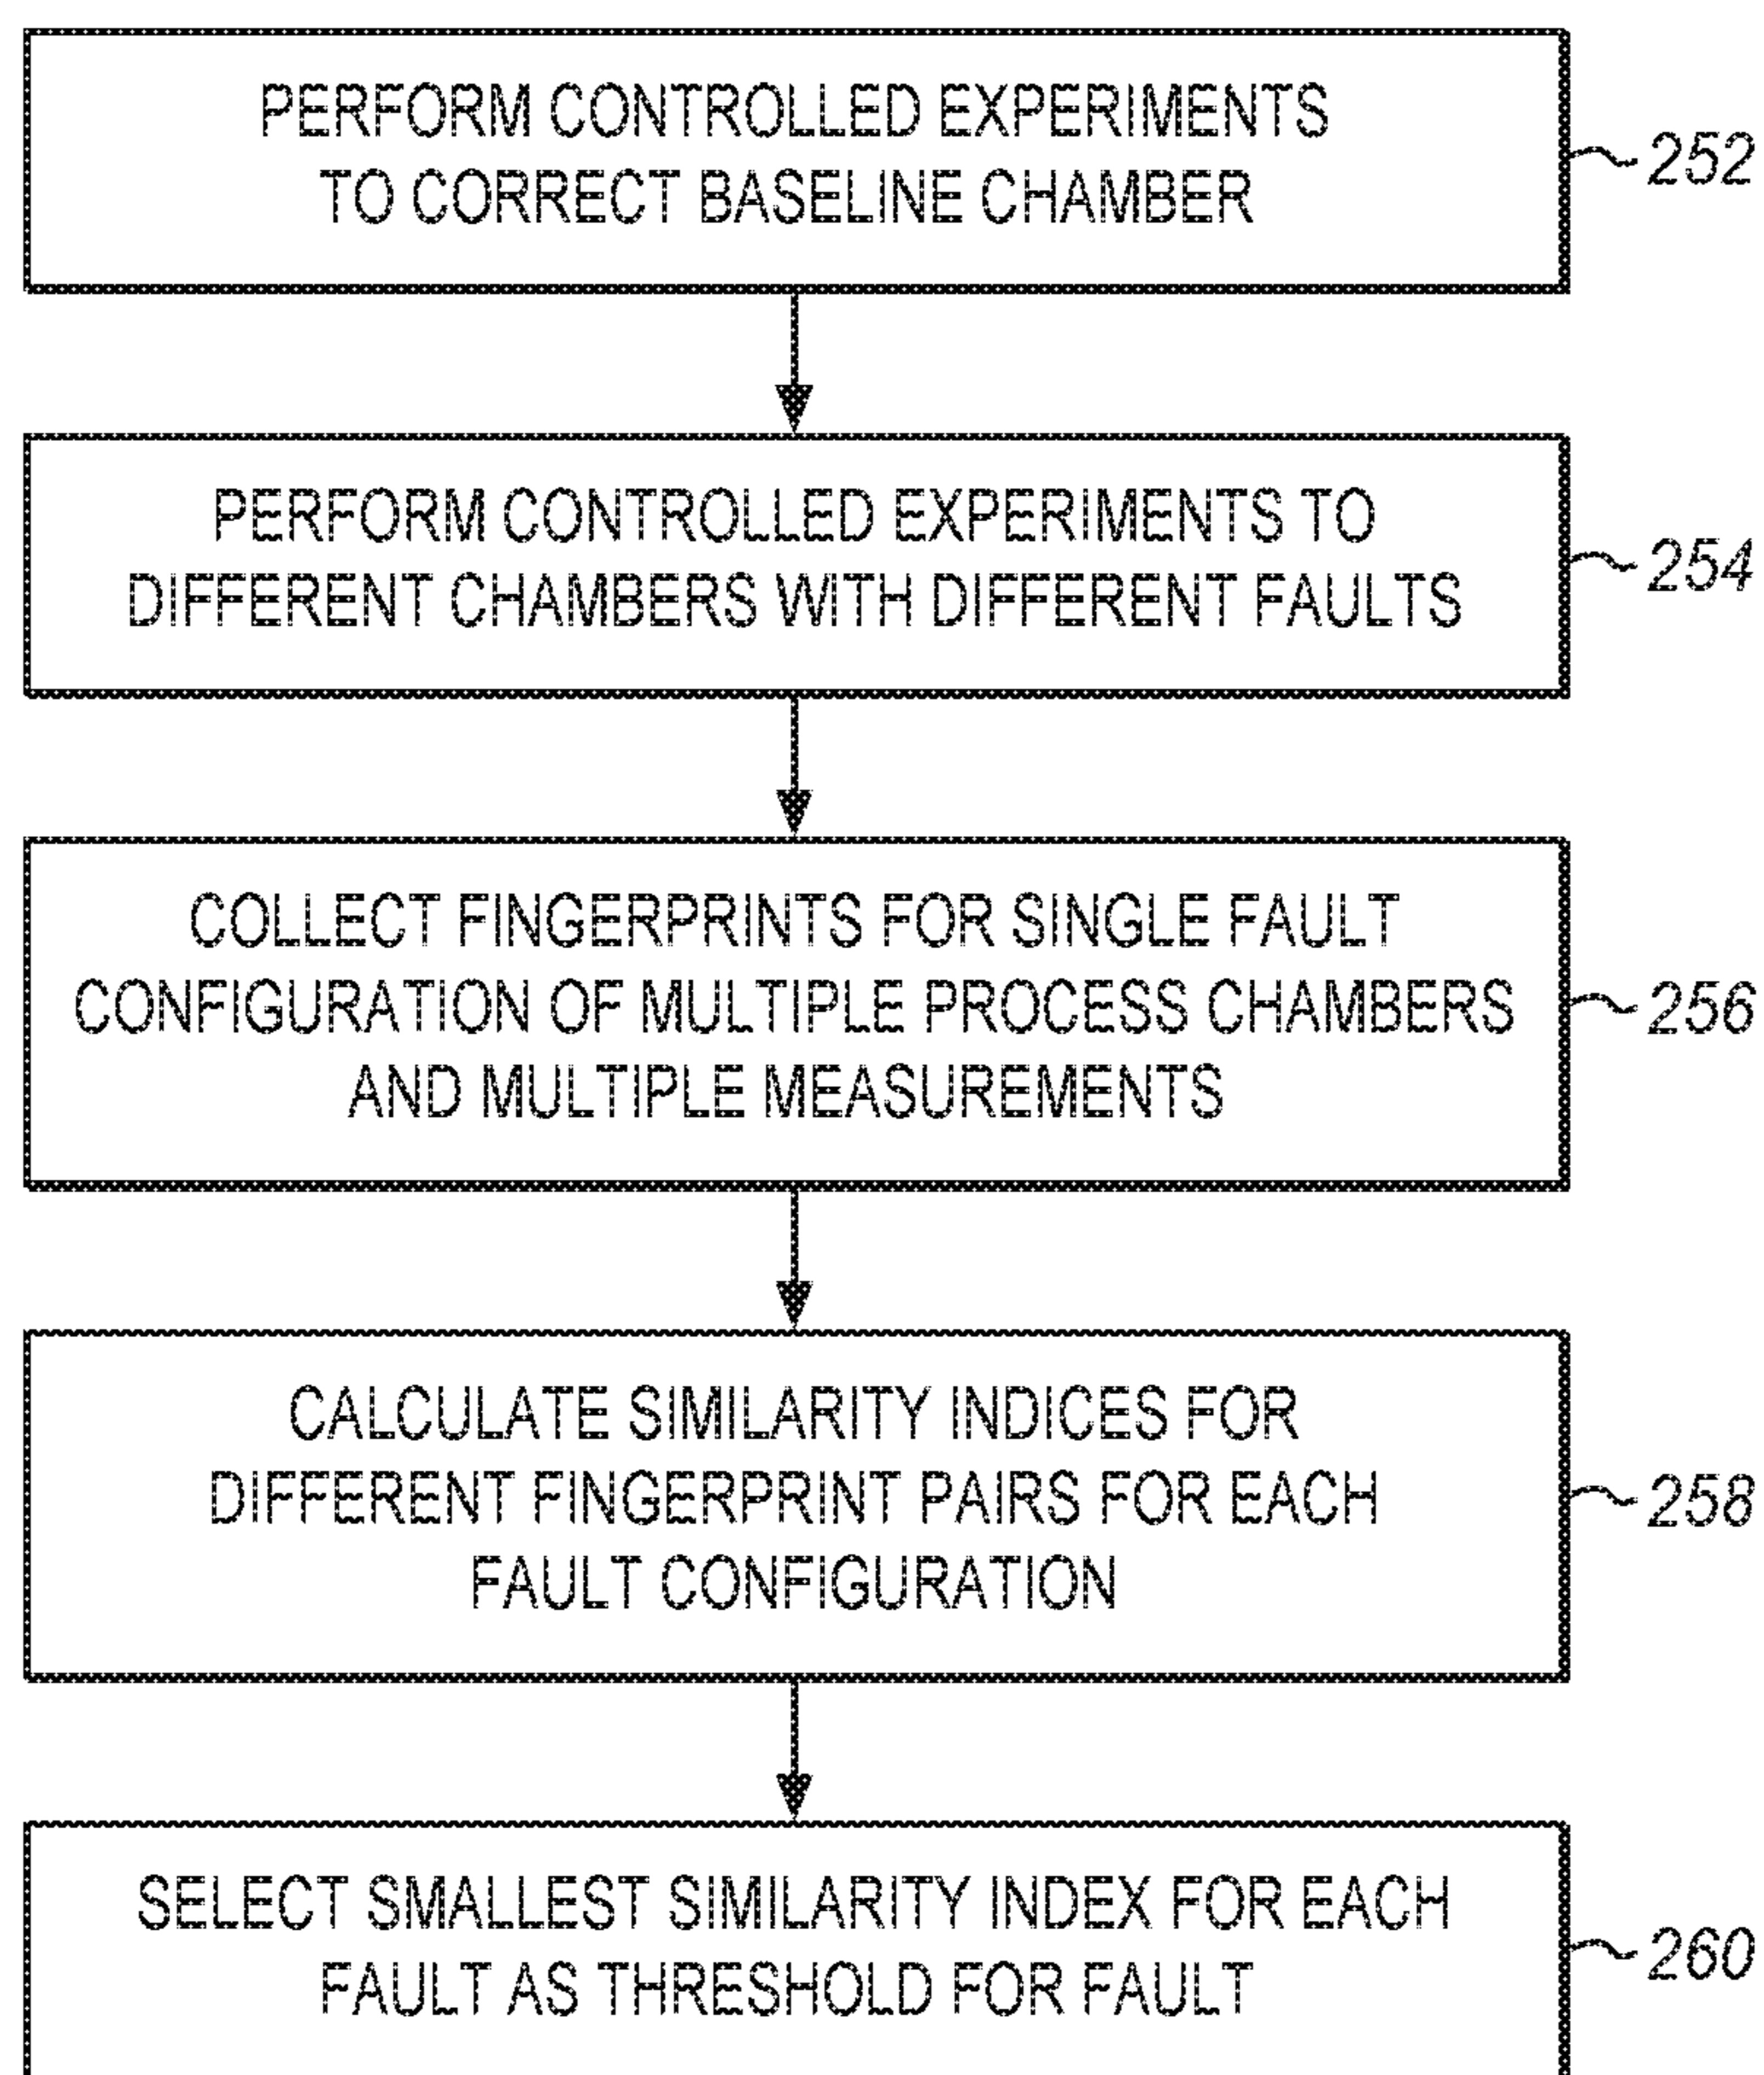 PERFORM CONTROLLED EXPERIMENTS
TO CORRECT BASELINE CHAMBER
252
PERFORM CONTROLLED EXPERIMENTS TO
DIFFERENT CHAMBERS WITH DIFFERENT FAULTS
254
COLLECT FINGERPRINTS FOR SINGLE FAULT
CONFIGURATION OF MULTIPLE PROCESS CHAMBERS
AND MULTIPLE MEASUREMENTS
256
CALCULATE SIMILARITY INDICES FOR
DIFFERENT FINGERPRINT PAIRS FOR EACH
FAULT CONFIGURATION
258
SELECT SMALLEST SIMILARITY INDEX FOR EACH
FAULT AS THRESHOLD FOR FAULT
260